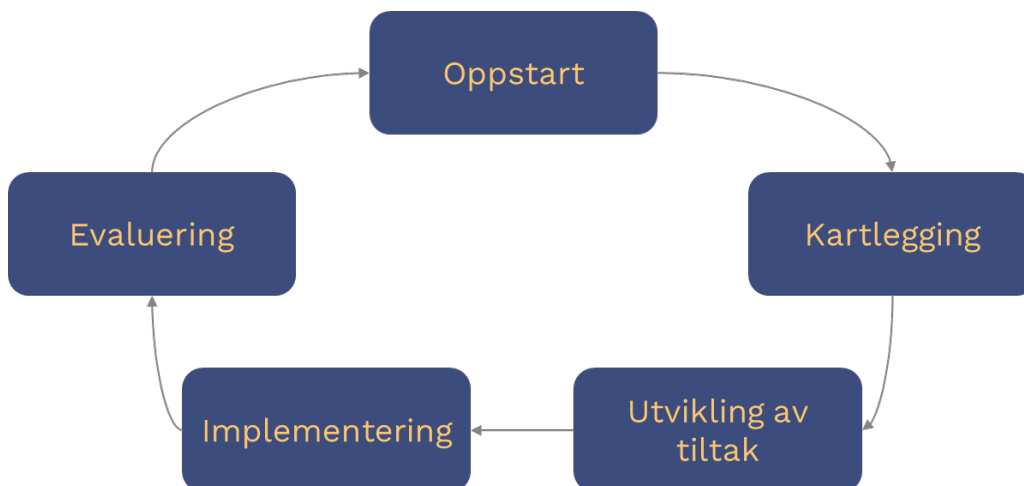 Oppstart
Evaluering
Kartlegging
Utvikling av
tiltak
Implementering